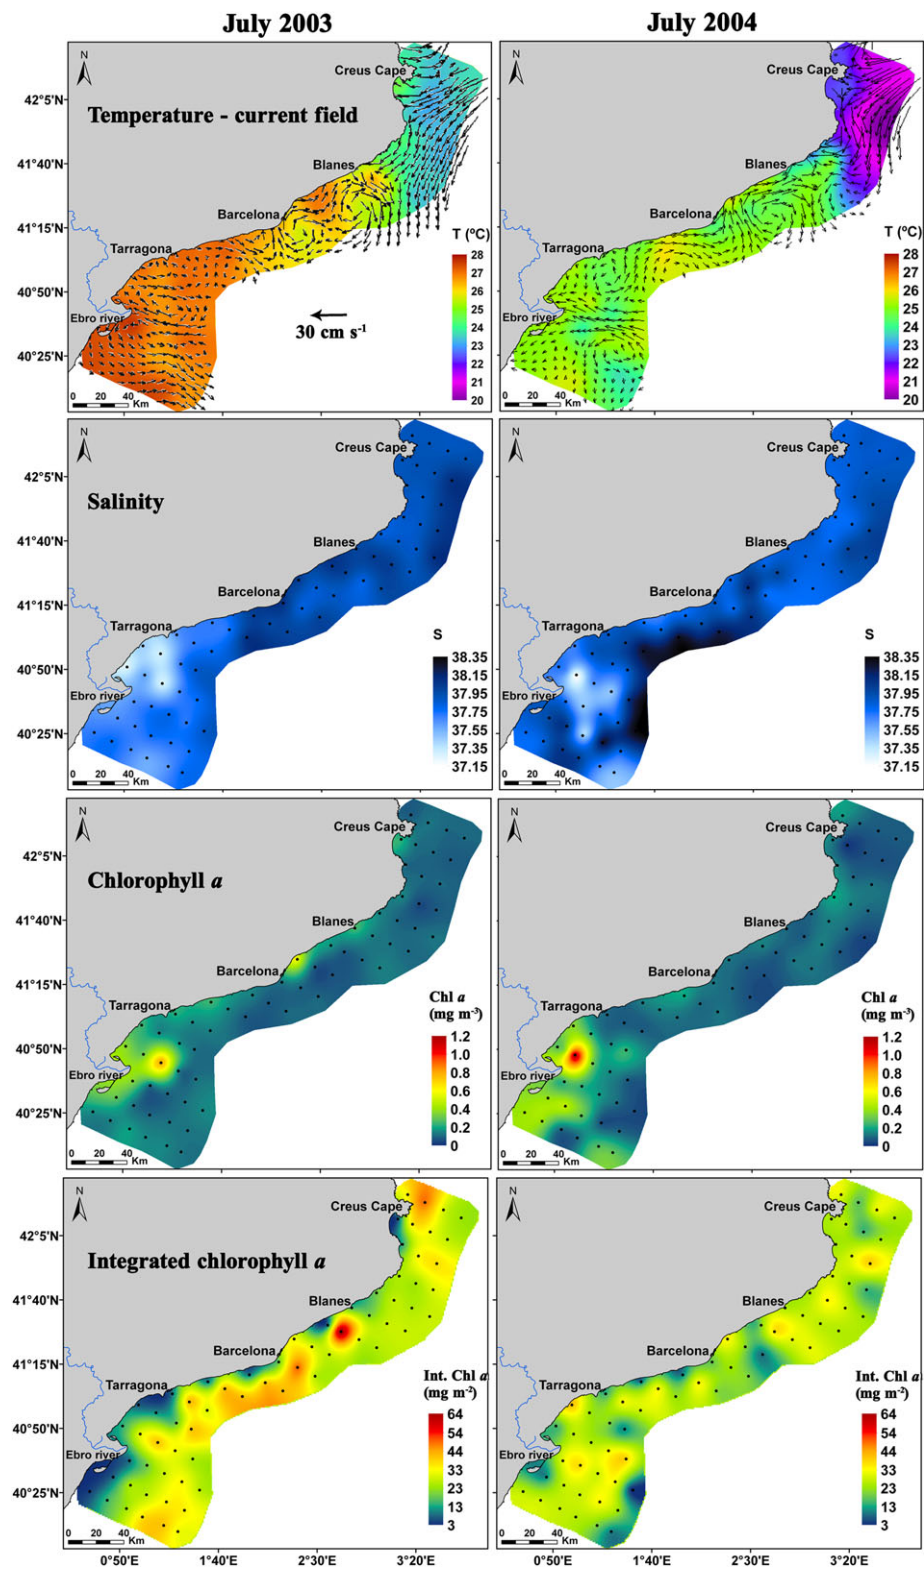 July 2003
July 2004
N
Creus Cape
42°5'N
Temperature - current field
41°40'N
Blanes
Barcelona
41°15'N
Tarragona
T (ºC)
28
27
26
25
24
23
22
21
20
40°50'N
Ebro river
30 cm s⁻¹
40°25'N
0 20 40
Km
N
Creus Cape
Blanes
Barcelona
Tarragona
T (ºC)
28
27
26
25
24
23
22
21
20
Ebro river
0 20 40
Km
N
Creus Cape
42°5'N
Salinity
41°40'N
Blanes
Barcelona
41°15'N
Tarragona
S
38.35
38.15
37.95
37.75
37.55
37.35
37.15
40°50'N
Ebro river
40°25'N
0 20 40
Km
N
Creus Cape
Blanes
Barcelona
Tarragona
S
38.35
38.15
37.95
37.75
37.55
37.35
37.15
Ebro river
0 20 40
Km
N
Creus Cape
42°5'N
Chlorophyll a
41°40'N
Blanes
Barcelona
41°15'N
Tarragona
Chl a
(mg m⁻³)
1.2
1.0
0.8
0.6
0.4
0.2
0
40°50'N
Ebro river
40°25'N
0 20 40
Km
N
Creus Cape
Blanes
Barcelona
Tarragona
Chl a
(mg m⁻³)
1.2
1.0
0.8
0.6
0.4
0.2
0
Ebro river
0 20 40
Km
N
Creus Cape
42°5'N
Integrated chlorophyll a
41°40'N
Blanes
Barcelona
41°15'N
Tarragona
Int. Chl a
(mg m⁻²)
64
54
44
33
23
13
3
40°50'N
Ebro river
40°25'N
0 20 40
Km
0°50'E 1°40'E 2°30'E 3°20'E
N
Creus Cape
Blanes
Barcelona
Tarragona
Int. Chl a
(mg m⁻²)
64
54
44
33
23
13
3
Ebro river
0 20 40
Km
0°50'E 1°40'E 2°30'E 3°20'E